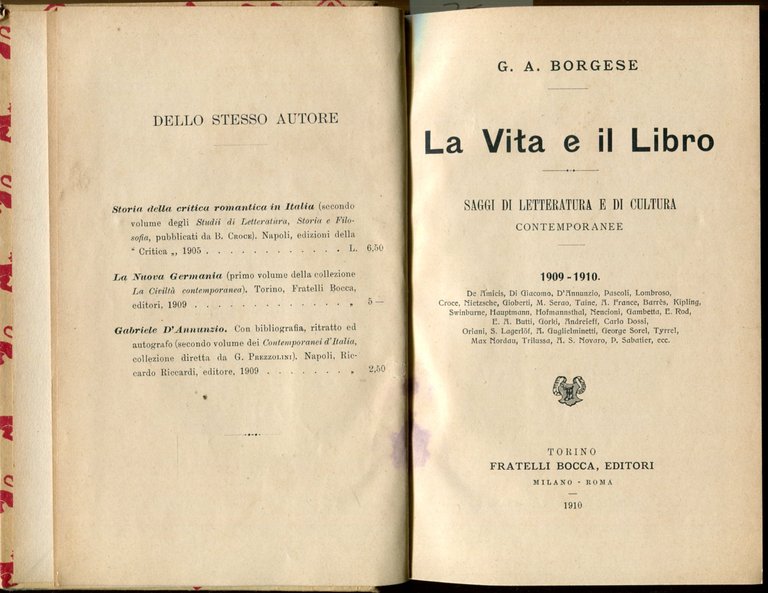 DELLO STESSO AUTORE
Storia della critica romantica in Italia (secondo
volume degli Studii di Letteratura, Storia e Filo-
sofia, pubblicati da B. CROCE). Napoli, edizioni della
“ Critica „, 1905 . . . . . . . . . . . . L. 6,50
La Nuova Germania (primo volume della collezione
La Civiltà contemporanea). Torino, Fratelli Bocca,
editori, 1909 . . . . . . . . . . . . . „ 5 —
Gabriele D'Annunzio. Con bibliografia, ritratto ed
autografo (secondo volume dei Contemporanei d'Italia,
collezione diretta da G. PREZZOLINI). Napoli, Ric-
cardo Riccardi, editore, 1909 . . . . . . . . „ 2,50
G. A. BORGESE
La Vita e il Libro
SAGGI DI LETTERATURA E DI CULTURA
CONTEMPORANEE
1909-1910.
De Amicis, Di Giacomo, D'Annunzio, Pascoli, Lombroso,
Croce, Nietzsche, Gioberti, M. Serao, Taine, A. France, Barrès, Kipling,
Swinburne, Hauptmann, Hofmannsthal, Nencioni, Gambetta, E. Rod,
E. A. Butti, Gorki, Andreieff, Carlo Dossi,
Oriani, S. Lagerlöf, A. Guglielminetti, George Sorel, Tyrrel,
Max Nordau, Trilussa, A. S. Novaro, P. Sabatier, ecc.
TORINO
FRATELLI BOCCA, EDITORI
MILANO - ROMA
1910